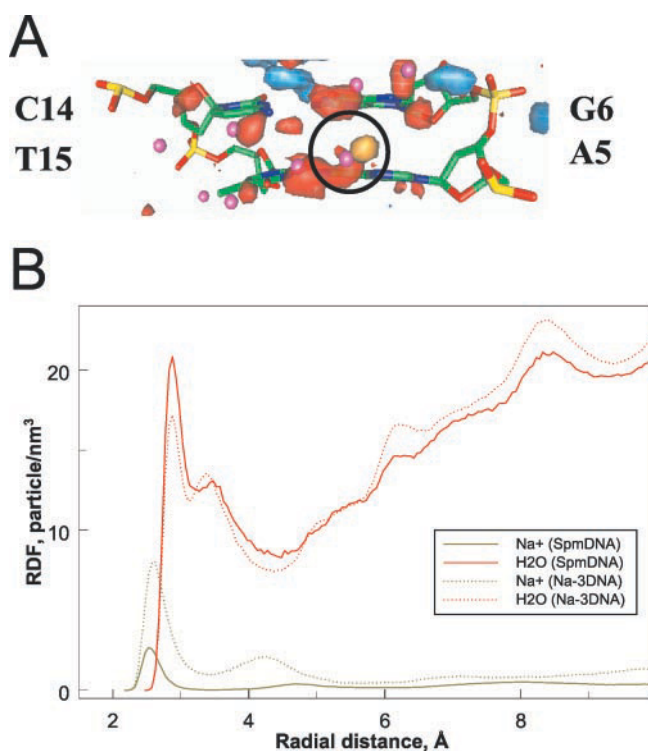 A
C14
G6
T15
A5
B
RDF, particle/nm³
20
10
0
Na+ (SpmDNA)
H2O (SpmDNA)
Na+ (Na-3DNA)
H2O (Na-3DNA)
2 4 6 8
Radial distance, Å